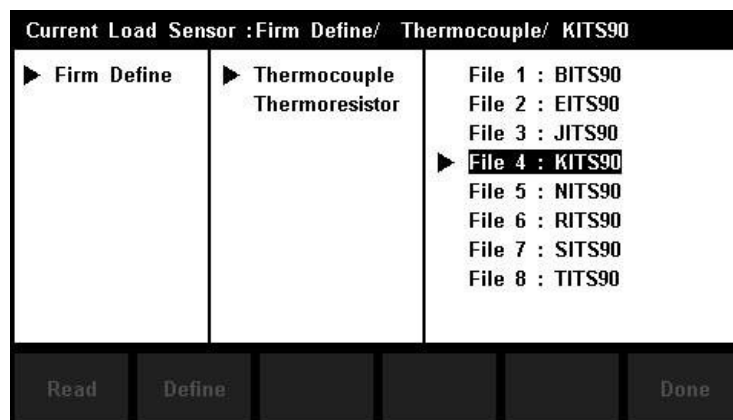 Current Load Sensor :Firm Define/ Thermocouple/ KITS90
Firm Define
Thermocouple
Thermoresistor
File 1 : BITS90
File 2 : EITS90
File 3 : JITS90
File 4 : KITS90
File 5 : NITS90
File 6 : RITS90
File 7 : SITS90
File 8 : TITS90
Read Define Done